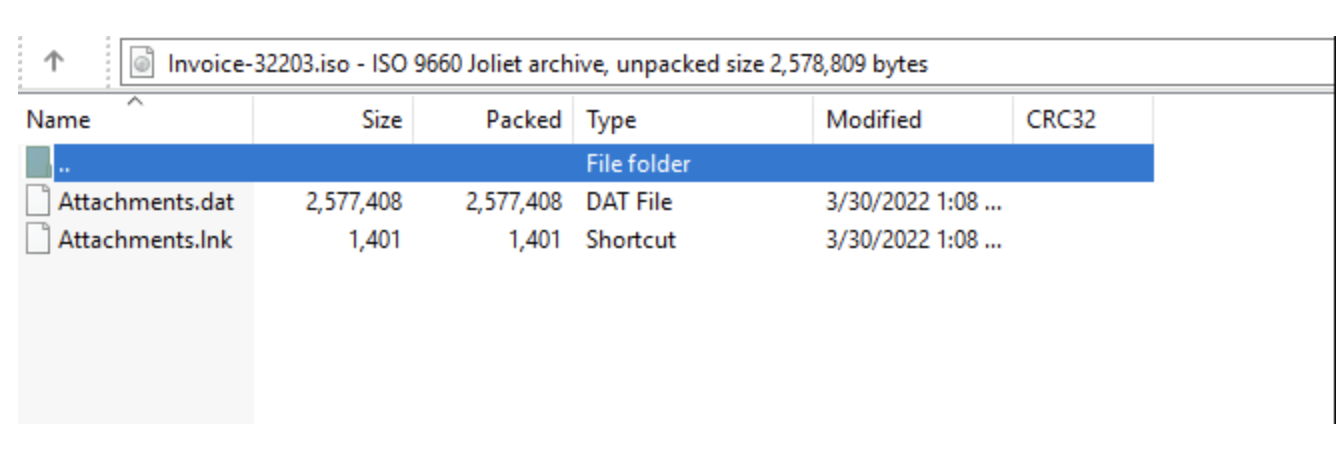 Invoice-32203.iso - ISO 9660 Joliet archive, unpacked size 2,578,809 bytes
Name Size Packed Type Modified CRC32
.. File folder
Attachments.dat 2,577,408 2,577,408 DAT File 3/30/2022 1:08 ...
Attachments.lnk 1,401 1,401 Shortcut 3/30/2022 1:08 ...